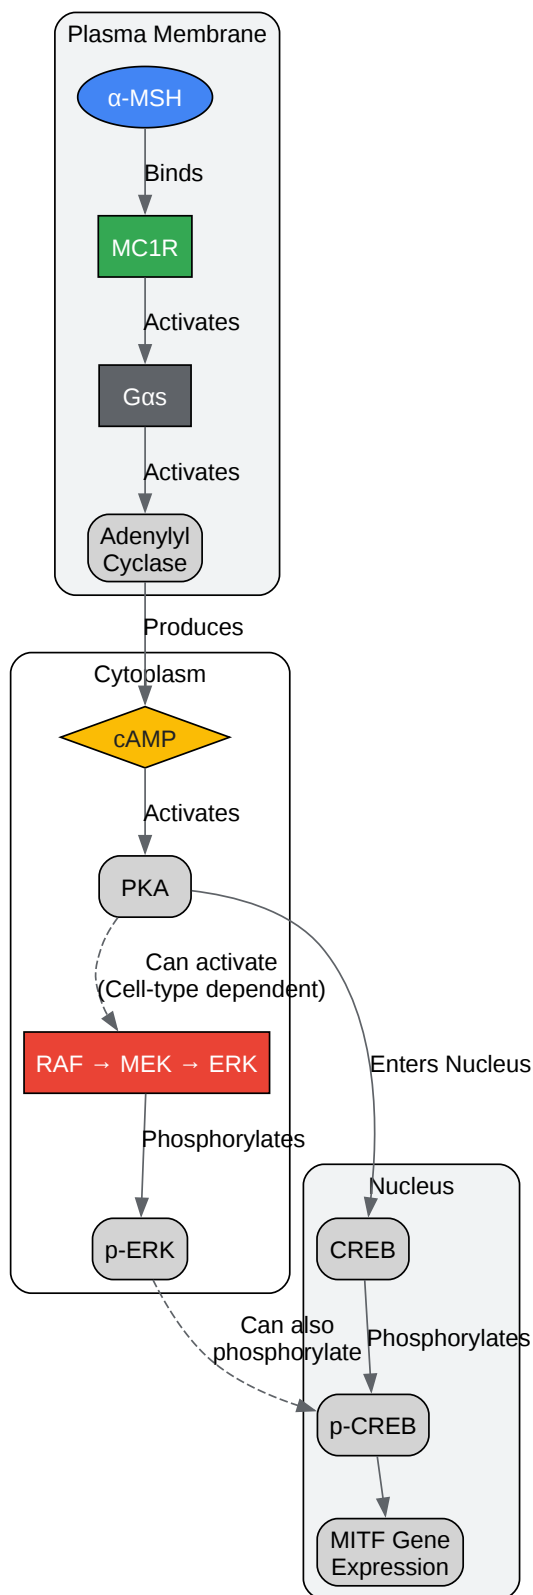 Plasma Membrane
α-MSH
Binds
MC1R
Activates
Gαs
Activates
Adenylyl
Cyclase
Produces
Cytoplasm
cAMP
Activates
PKA
Can activate
(Cell-type dependent)
RAF → MEK → ERK
Enters Nucleus
Phosphorylates
Nucleus
p-ERK
CREB
Can also
phosphorylate
Phosphorylates
p-CREB
MITF Gene
Expression